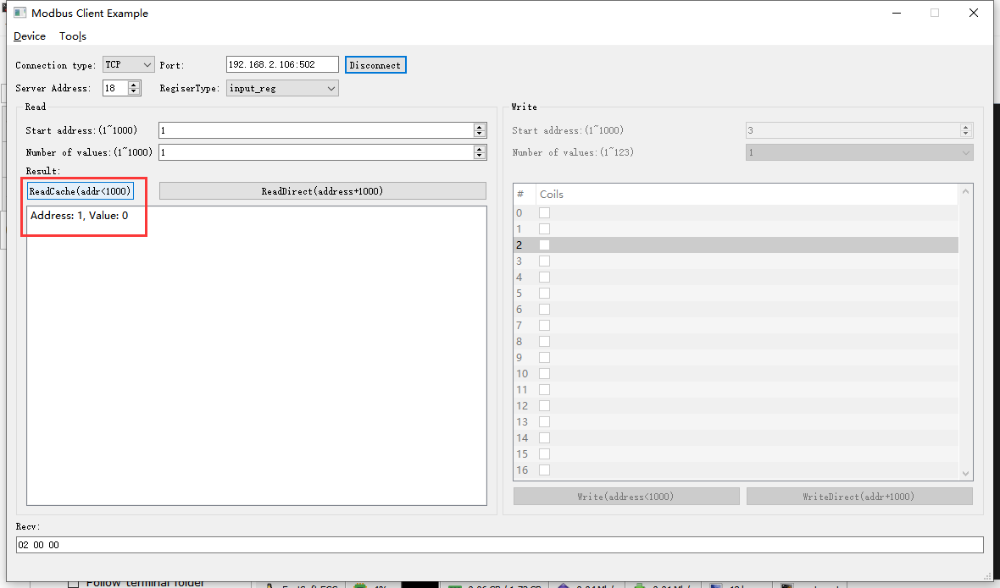 Modbus Client Example
Device Tools
Connection type: TCP Port: 192.168.2.106:502 Disconnect
Server Address: 18 RegiserType: input_reg
Read
Start address:(1~1000) 1
Number of values:(1~1000) 1
Result:
ReadCache(addr<1000) ReadDirect(address+1000)
Address: 1, Value: 0
Write
Start address:(1~1000) 3
Number of values:(1~123) 1
# Coils
0
1
2
3
4
5
6
7
8
9
10
11
12
13
14
15
16
Write(address<1000) WriteDirect(addr+1000)
Recv:
02 00 00
Follow terminal folder